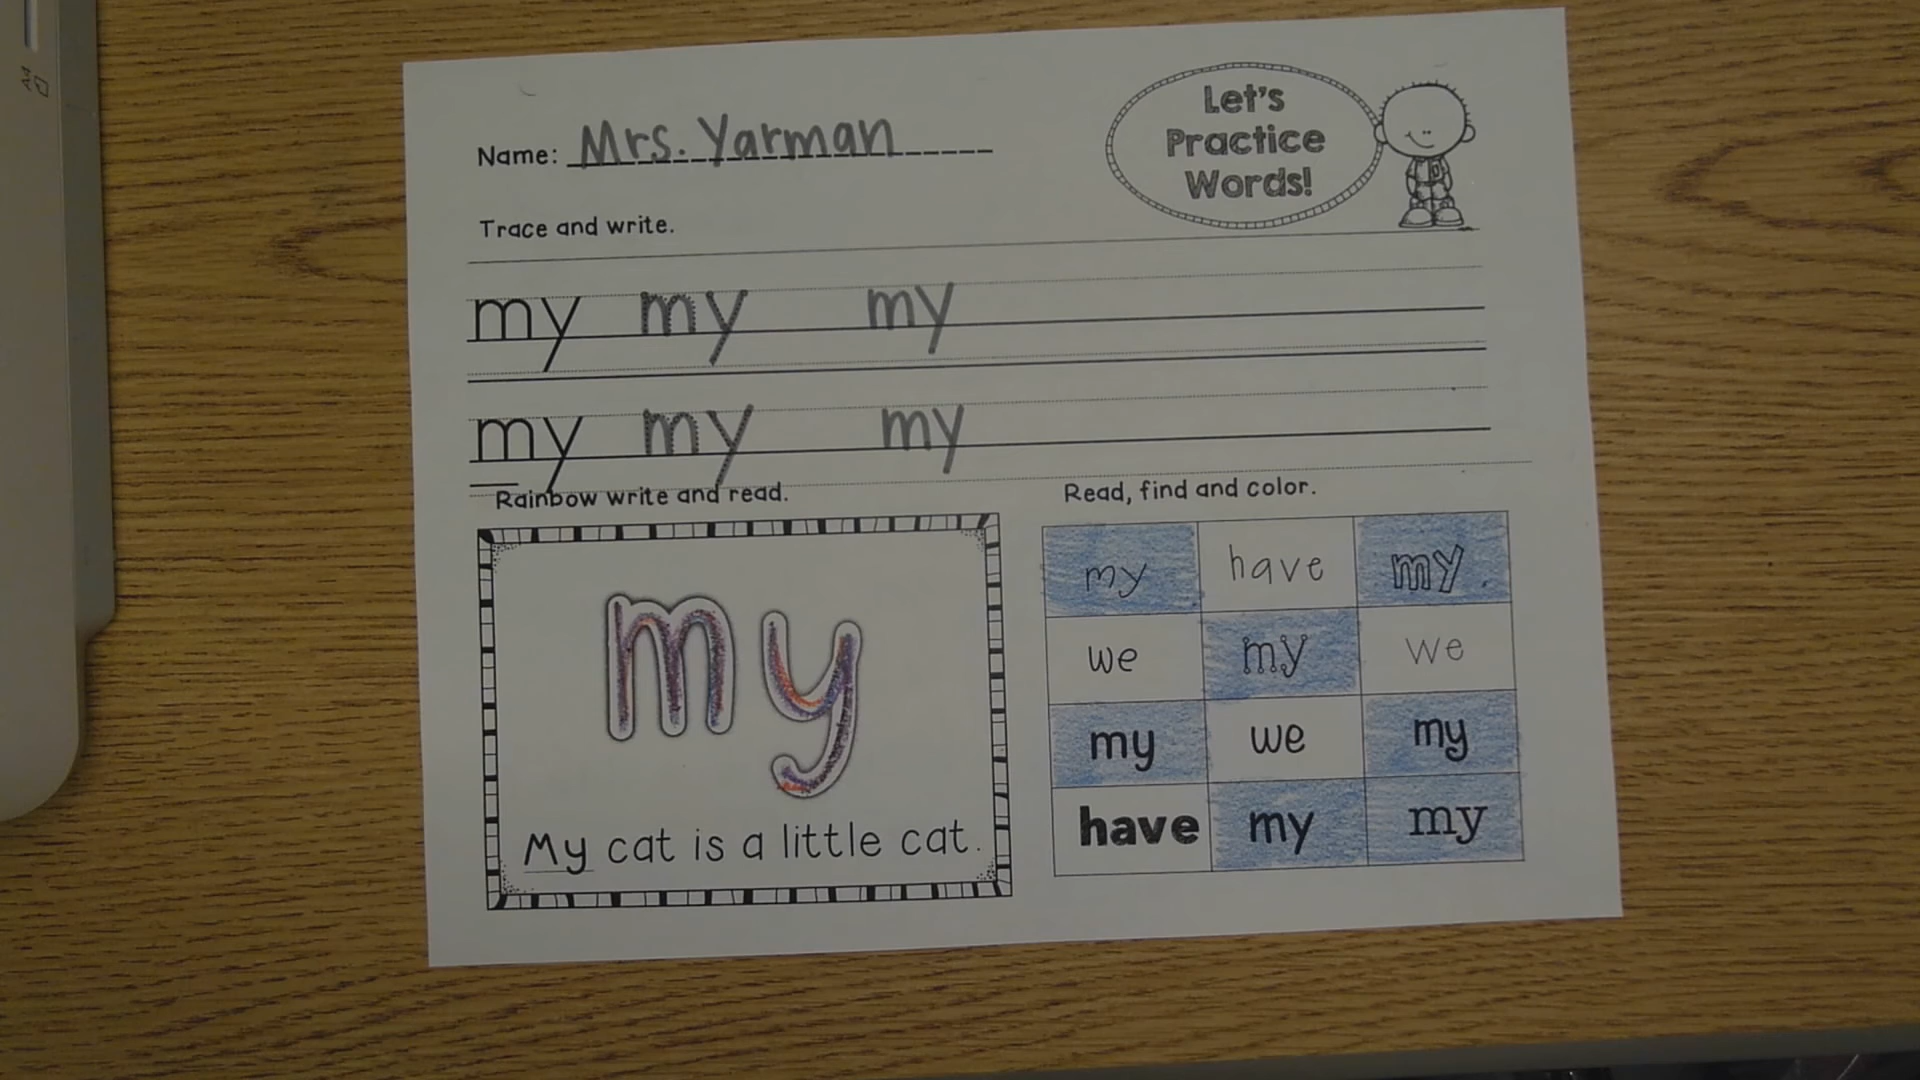 Name: Mrs. Yarman
Let's
Practice
Words!
Trace and write.
my my my
my my my
Rainbow write and read.
my
My cat is a little cat.
Read, find and color.
my have my
we my we
my we my
have my my